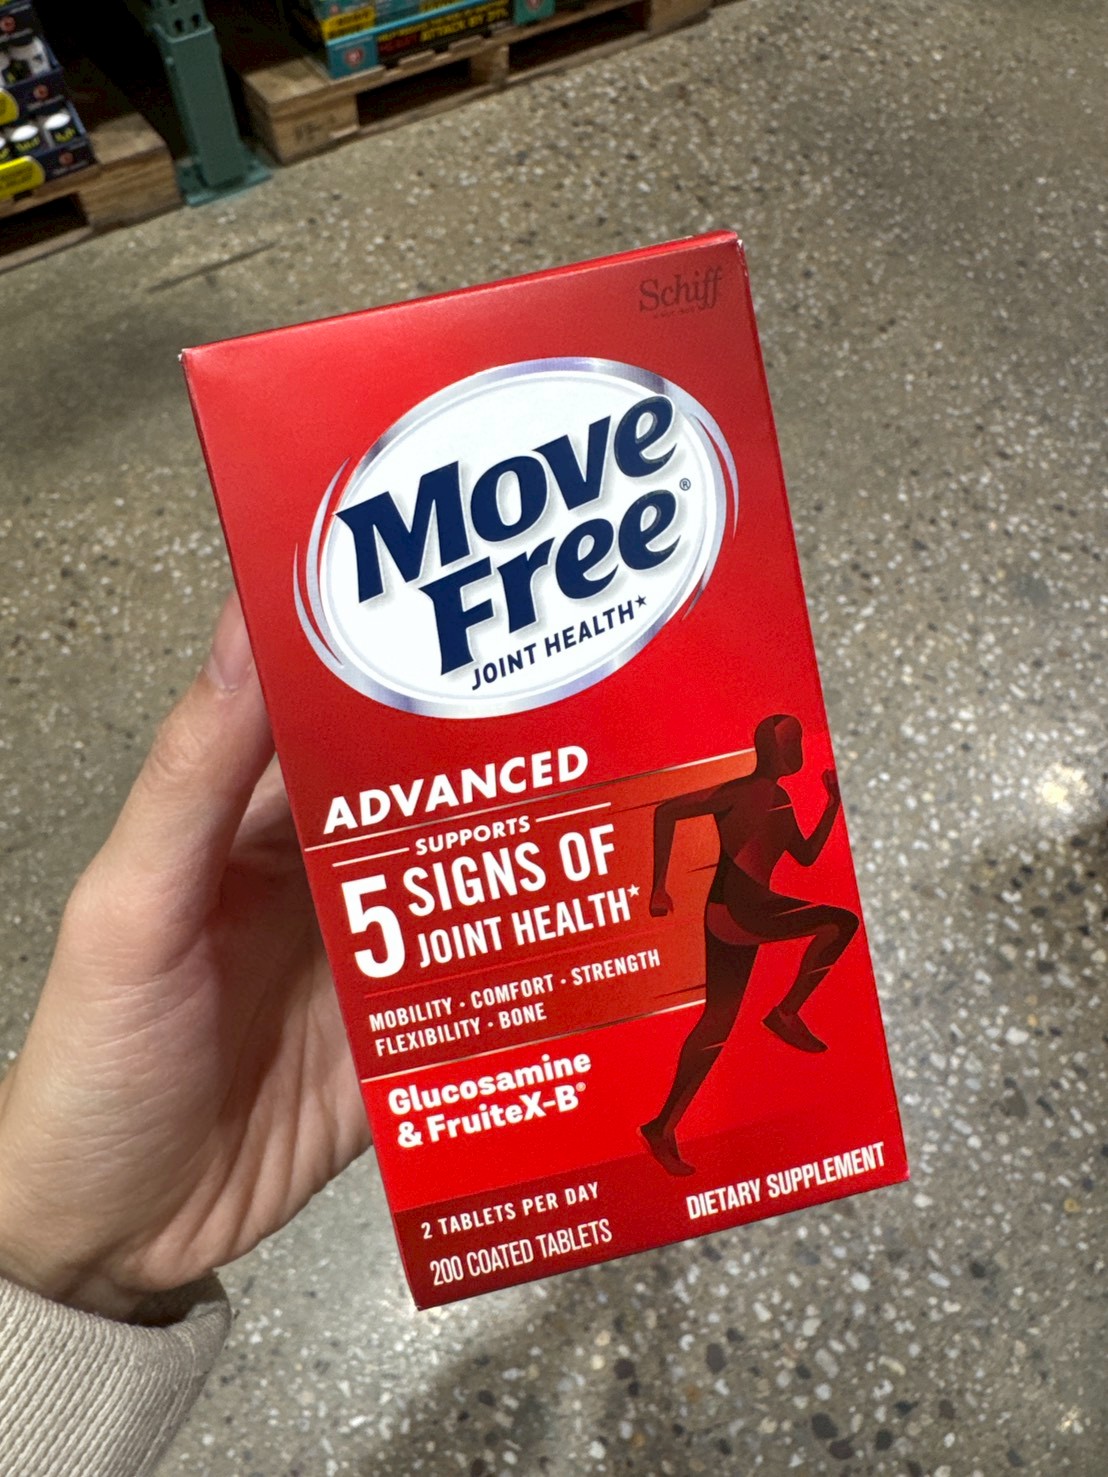 Schiff
Move
Free®
JOINT HEALTH★
ADVANCED
SUPPORTS
5 SIGNS OF
JOINT HEALTH★
MOBILITY · COMFORT · STRENGTH
FLEXIBILITY · BONE
Glucosamine
& FruiteX-B®
2 TABLETS PER DAY
200 COATED TABLETS
DIETARY SUPPLEMENT